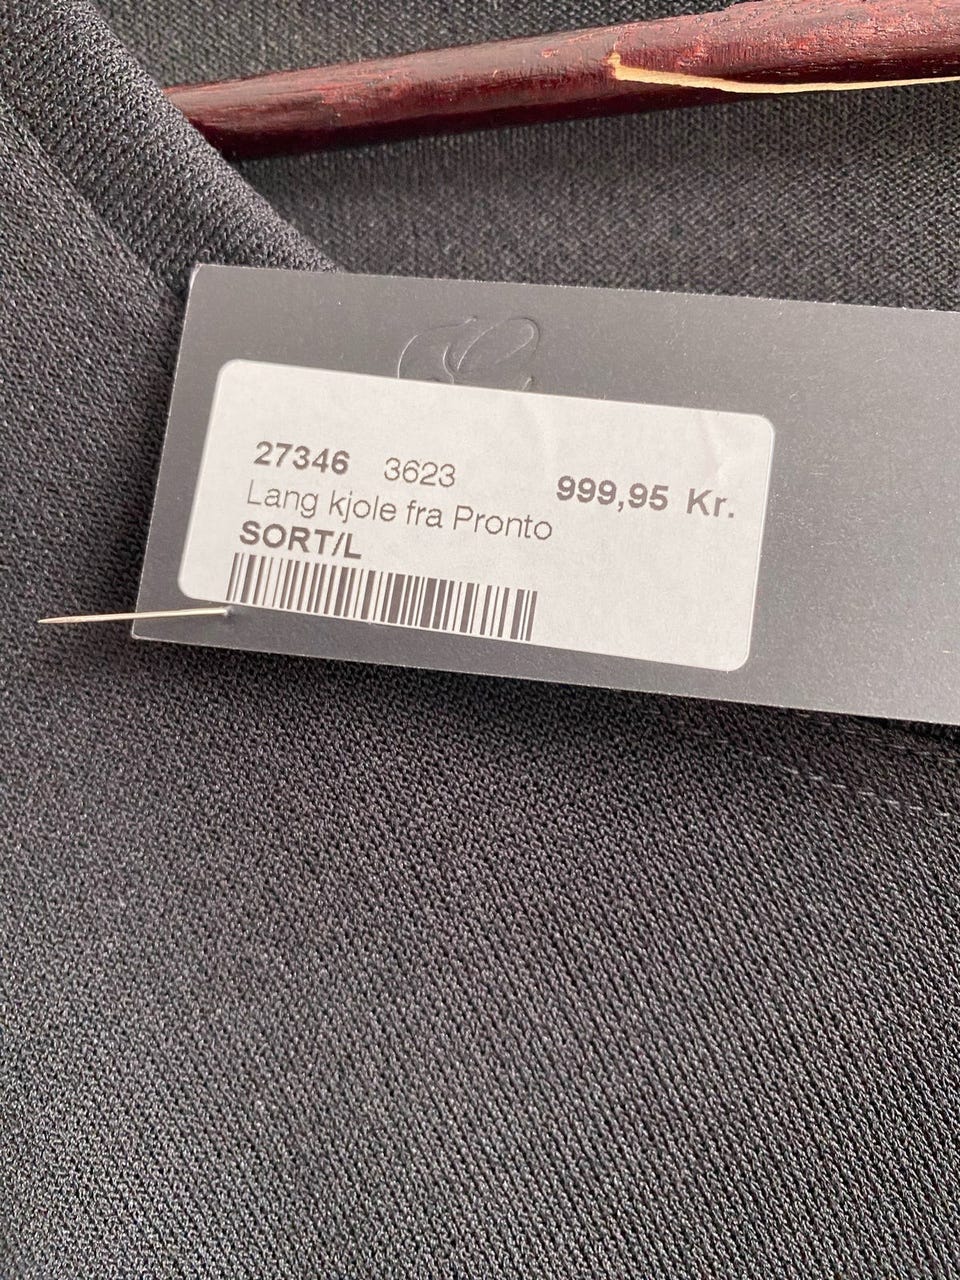 27346 3623 999,95 Kr.
Lang kjole fra Pronto
SORT/L